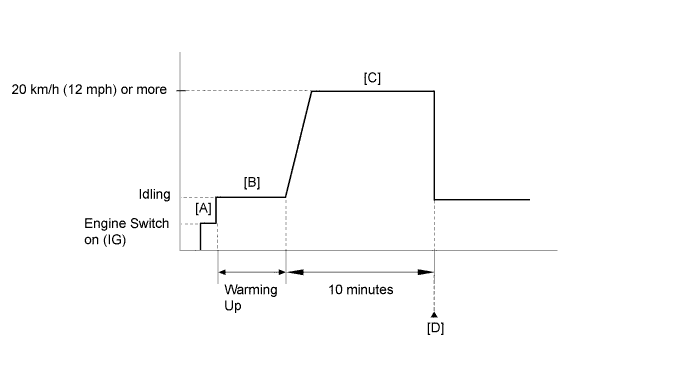 [C]
20 km/h (12 mph) or more
[B]
Idling
[A]
Engine Switch
on (IG)
Warming
Up
10 minutes
[D]